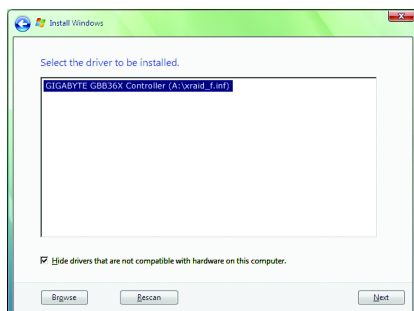 Install Windows
Select the driver to be installed.
GIGABYTE GBB36X Controller (A:\xraid_f.inf)
Hide drivers that are not compatible with hardware on this computer.
Browse
Rescan
Next